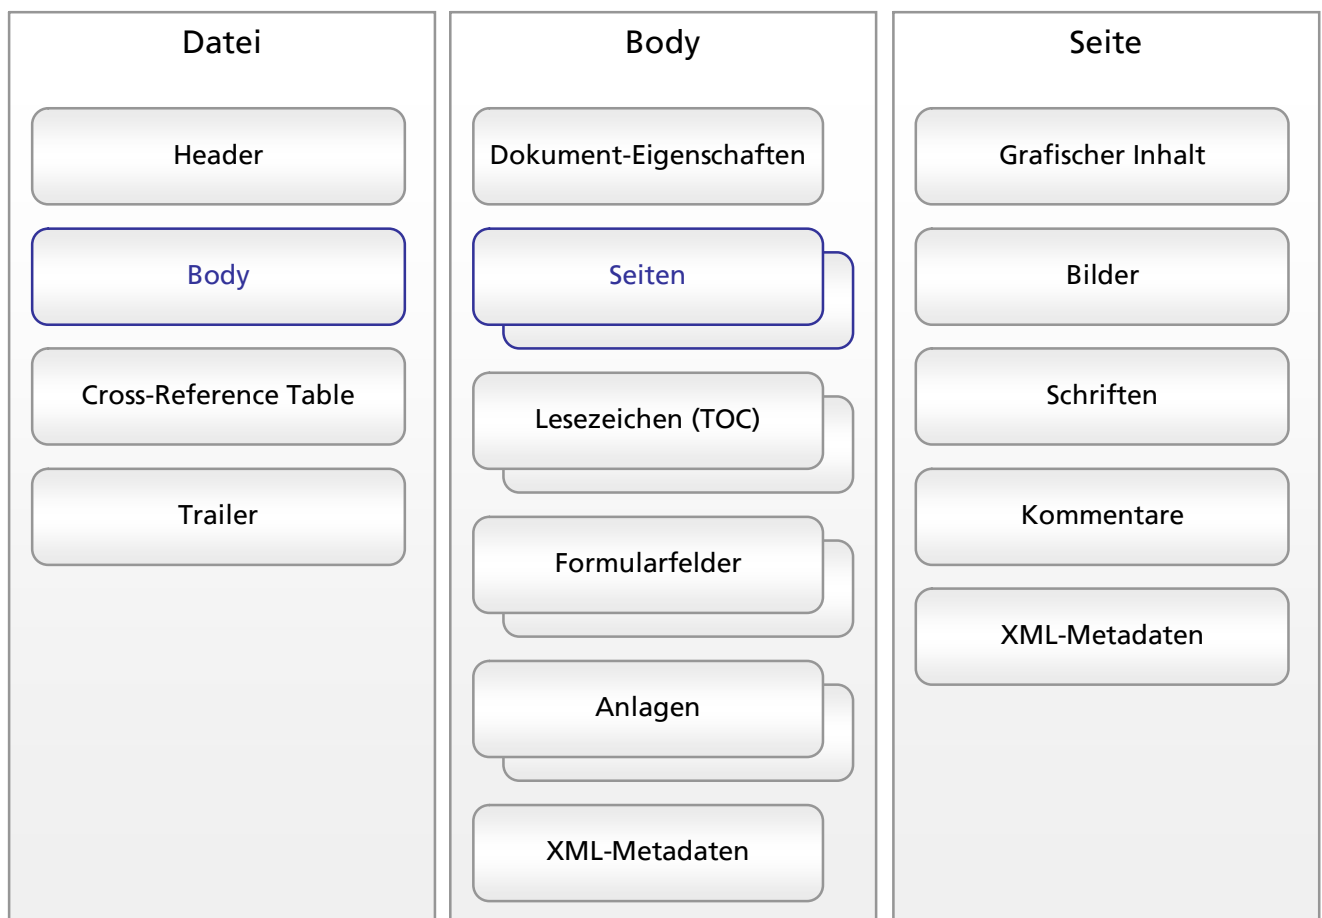 Datei
Header
Body
Cross-Reference Table
Trailer
Body
Dokument-Eigenschaften
Seiten
Lesezeichen (TOC)
Formularfelder
Anlagen
XML-Metadaten
Seite
Grafischer Inhalt
Bilder
Schriften
Kommentare
XML-Metadaten